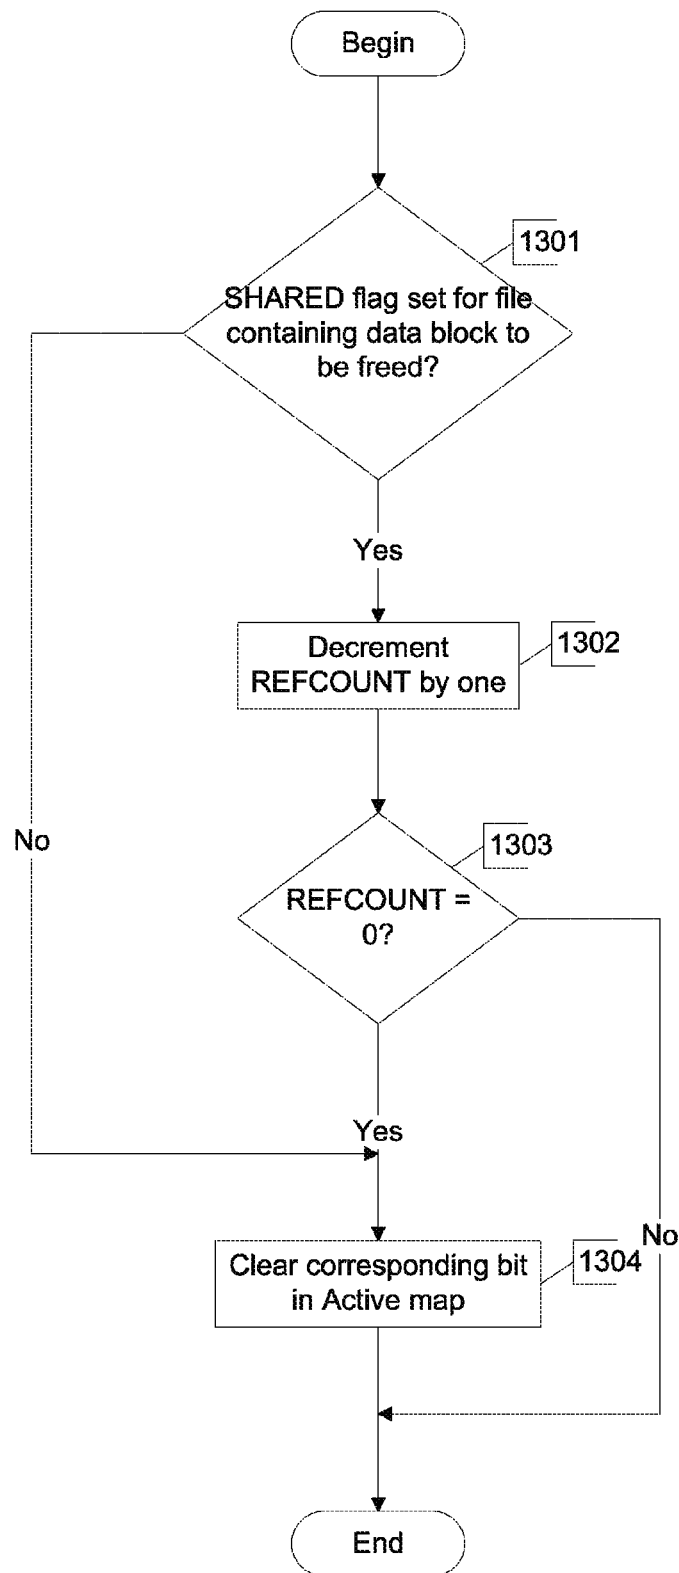 Begin
1301
SHARED flag set for file
containing data block to
be freed?
Yes
Decrement
REFCOUNT by one
1302
No
1303
REFCOUNT =
0?
Yes
No
Clear corresponding bit
in Active map
1304
End